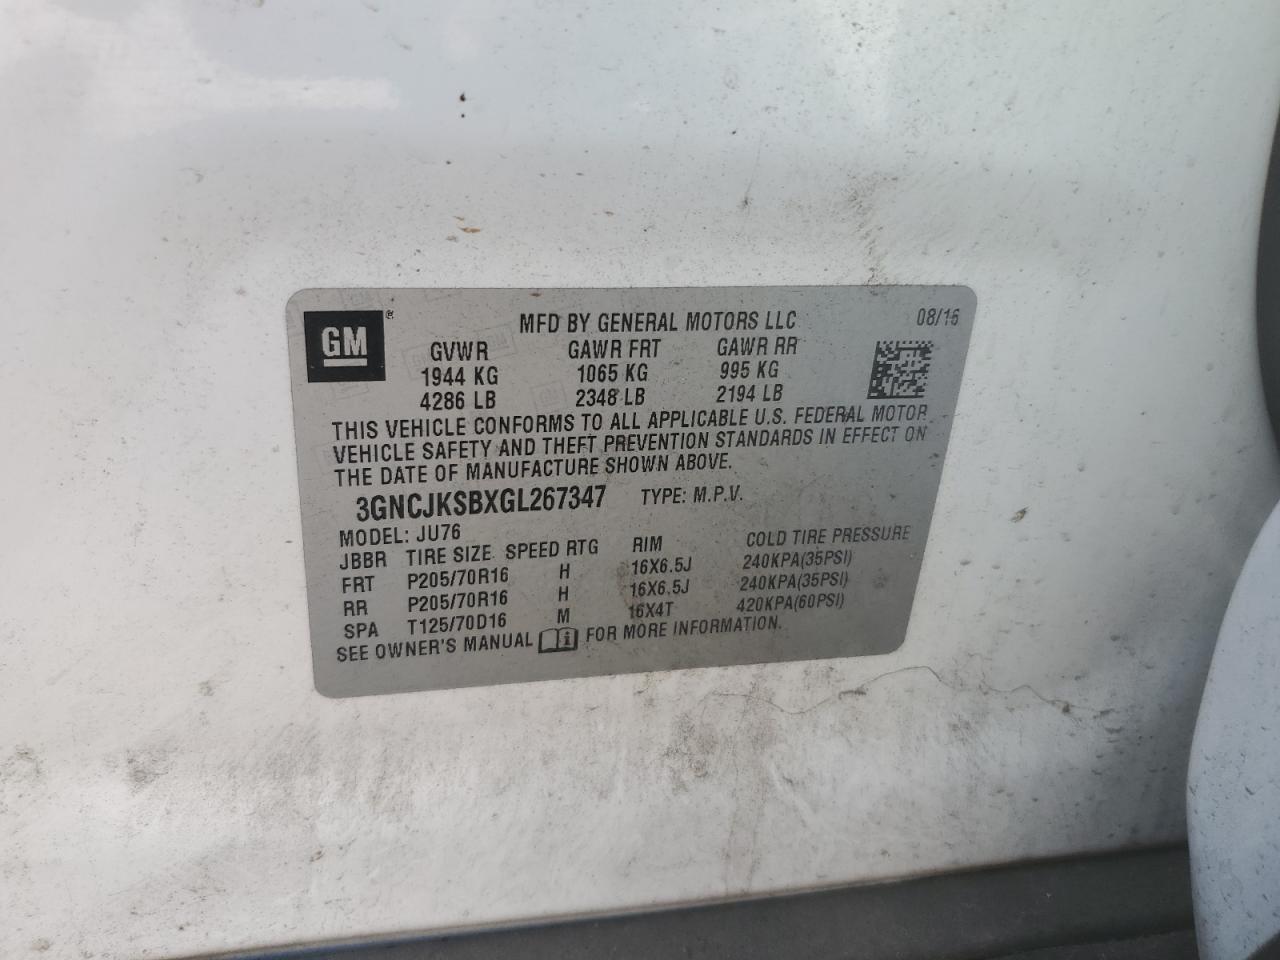 GM ®
MFD BY GENERAL MOTORS LLC 08/16
GVWR GAWR FRT GAWR RR
1944 KG 1065 KG 995 KG
4286 LB 2348 LB 2194 LB
THIS VEHICLE CONFORMS TO ALL APPLICABLE U.S. FEDERAL MOTOR
VEHICLE SAFETY AND THEFT PREVENTION STANDARDS IN EFFECT ON
THE DATE OF MANUFACTURE SHOWN ABOVE.
3GNCJKSBXGL267347 TYPE: M.P.V.
MODEL: JU76
JBBR TIRE SIZE SPEED RTG RIM COLD TIRE PRESSURE
FRT P205/70R16 H 16X6.5J 240KPA(35PSI)
RR P205/70R16 H 16X6.5J 240KPA(35PSI)
SPA T125/70D16 M 16X4T 420KPA(60PSI)
SEE OWNER'S MANUAL FOR MORE INFORMATION.